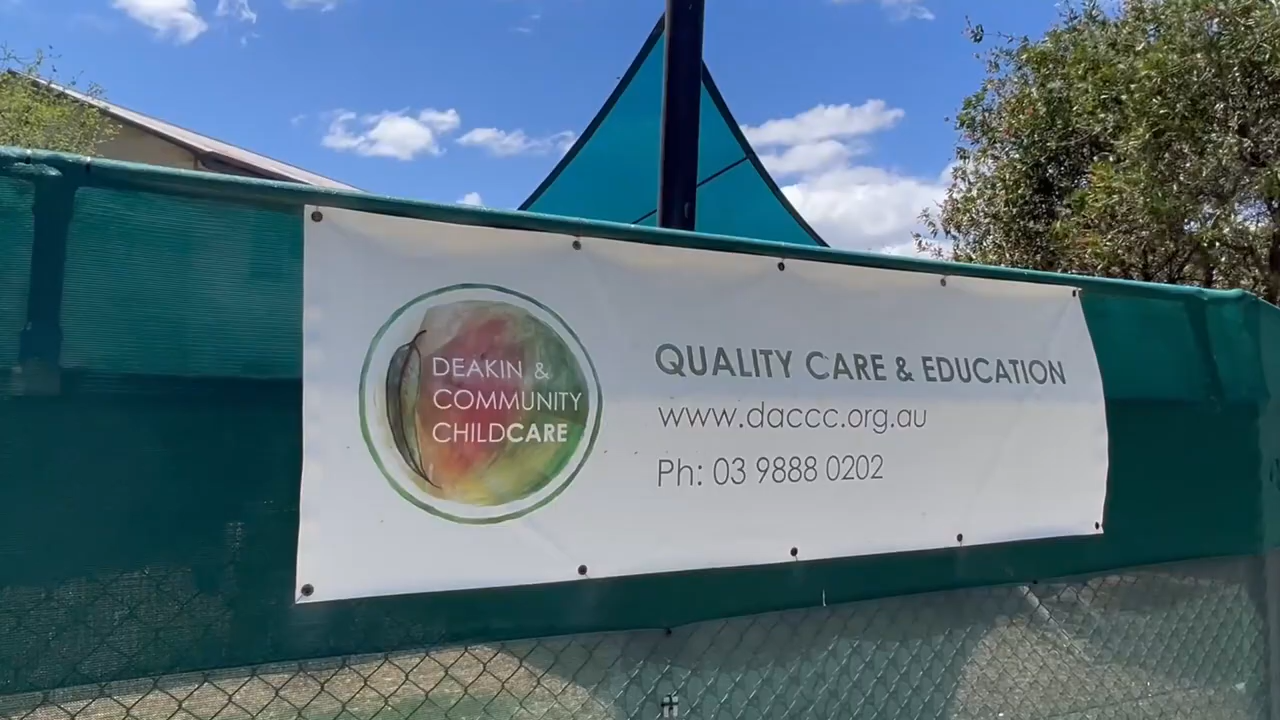 DEAKIN &
COMMUNITY
CHILDCARE
QUALITY CARE & EDUCATION
www.daccc.org.au
Ph: 03 9888 0202